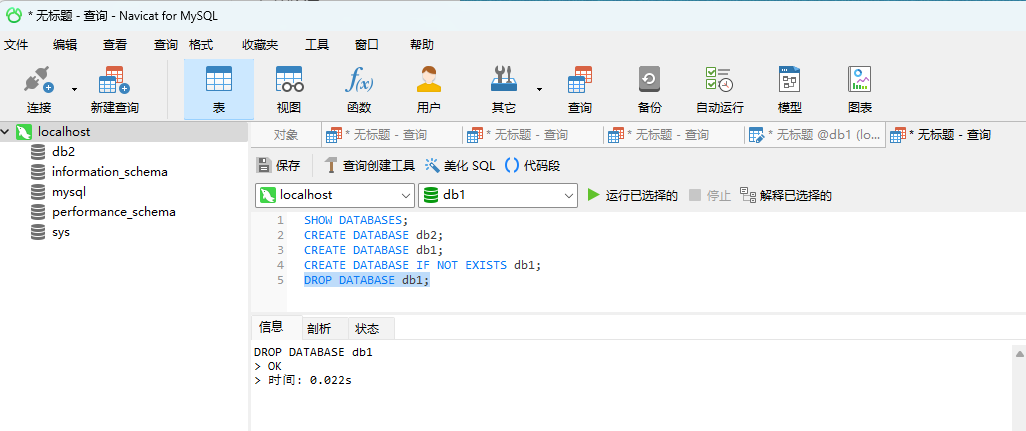 * 无标题 - 查询 - Navicat for MySQL
文件 编辑 查看 查询 格式 收藏夹 工具 窗口 帮助
f(x)
连接 新建查询 表 视图 函数 用户 其它 查询 备份 自动运行 模型 图表
localhost
db2
information_schema
mysql
performance_schema
sys
对象 * 无标题 - 查询 * 无标题 - 查询 * 无标题 - 查询 * 无标题 @db1 (lo... * 无标题 - 查询
保存 查询创建工具 美化 SQL () 代码段
localhost db1 运行已选择的 停止 解释已选择的
1 SHOW DATABASES;
2 CREATE DATABASE db2;
3 CREATE DATABASE db1;
4 CREATE DATABASE IF NOT EXISTS db1;
5 DROP DATABASE db1;
信息 剖析 状态
DROP DATABASE db1
> OK
> 时间: 0.022s